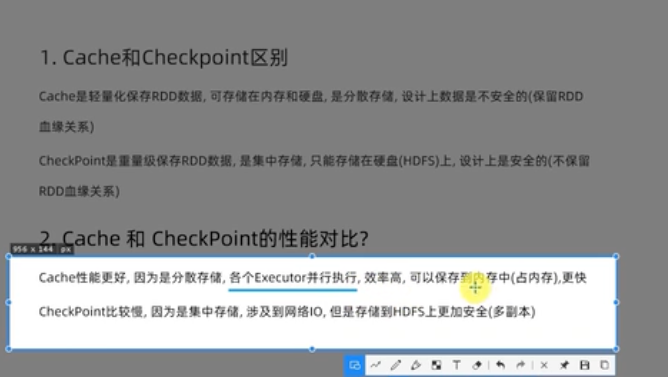 1. Cache和Checkpoint区别
Cache是轻量化保存RDD数据, 可存储在内存和硬盘, 是分散存储, 设计上数据是不安全的(保留RDD
血缘关系)
CheckPoint是重量级保存RDD数据, 是集中存储, 只能存储在硬盘(HDFS)上, 设计上是安全的(不保留
RDD血缘关系)
2. Cache 和 CheckPoint的性能对比?
956 x 144 px
Cache性能更好, 因为是分散存储, 各个Executor并行执行, 效率高, 可以保存到内存中(占内存),更快
CheckPoint比较慢, 因为是集中存储, 涉及到网络IO, 但是存储到HDFS上更加安全(多副本)
T